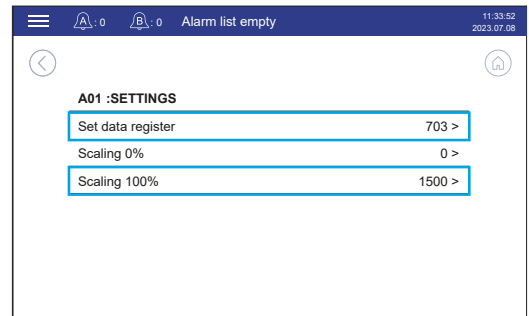 A : 0 B : 0 Alarm list empty 11:33:52
2023.07.08
A01 :SETTINGS
Set data register 703 >
Scaling 0% 0 >
Scaling 100% 1500 >